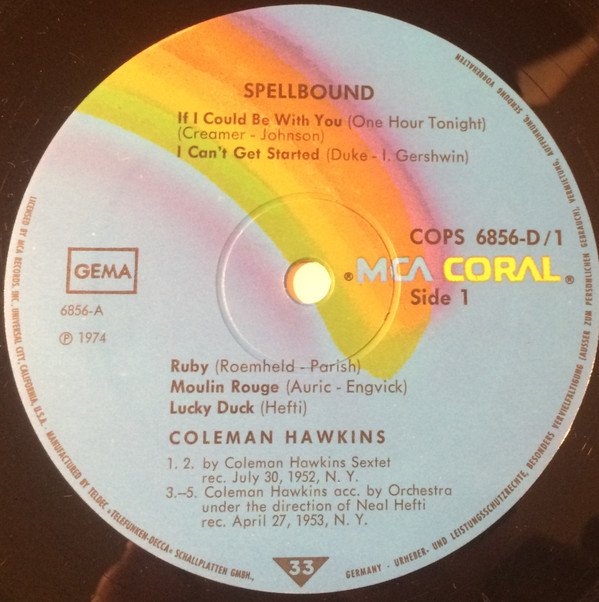 SPELLBOUND
If I Could Be With You (One Hour Tonight)
(Creamer - Johnson)
I Can't Get Started (Duke - I. Gershwin)
COPS 6856-D/1
MCA CORAL
®
Side 1
GEMA
6856-A
℗ 1974
Ruby (Roemheld - Parish)
Moulin Rouge (Auric - Engvick)
Lucky Duck (Hefti)
COLEMAN HAWKINS
1. 2. by Coleman Hawkins Sextet
rec. July 30, 1952, N. Y.
3.–5. Coleman Hawkins acc. by Orchestra
under the direction of Neal Hefti
rec. April 27, 1953, N. Y.
33
LICENSED BY MCA RECORDS, INC. UNIVERSAL CITY, CALIFORNIA, U.S.A. - MANUFACTURED BY TELDEC »TELEFUNKEN-DECCA« SCHALLPLATTEN GMBH.,
GERMANY - URHEBER- UND LEISTUNGSSCHUTZRECHTE, BESONDERS VERVIELFÄLTIGUNG (AUSSER ZUM PERSÖNLICHEN GEBRAUCH), VERMIETUNG, AUFFÜHRUNG, SENDUNG VORBEHALTEN